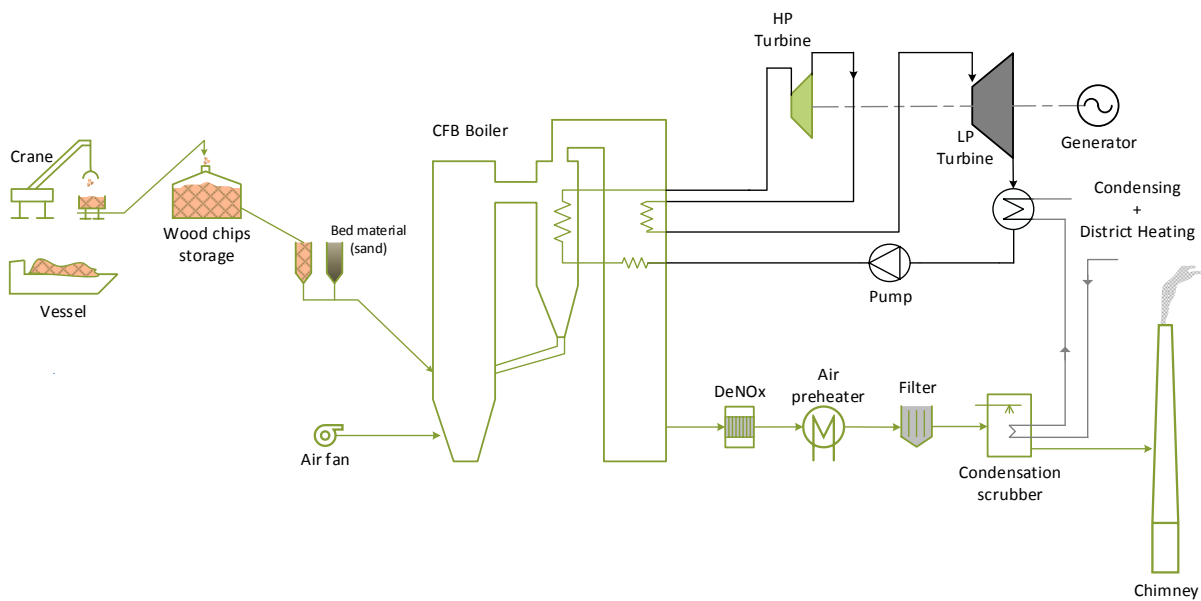 HP
Turbine
CFB Boiler
Crane
LP
Turbine
Generator
Condensing
+
District Heating
Wood chips
storage
Bed material
(sand)
Vessel
Pump
DeNOx
Air
preheater
Filter
Air fan
Condensation
scrubber
Chimney